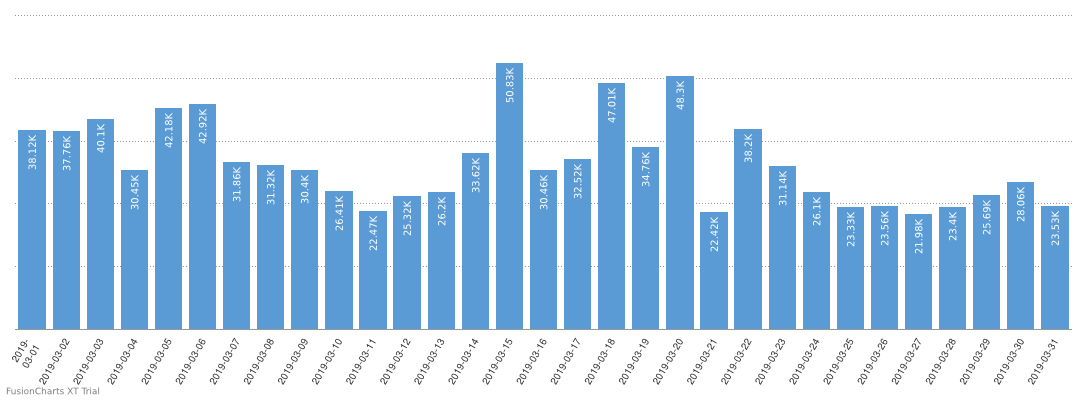 38.12K
37.76K
40.1K
30.45K
42.18K
42.92K
31.86K
31.32K
30.4K
26.41K
22.47K
25.32K
26.2K
33.62K
50.83K
30.46K
32.52K
47.01K
34.76K
48.3K
22.42K
38.2K
31.14K
26.1K
23.33K
23.56K
21.98K
23.4K
25.69K
28.06K
23.53K
2019-
03-01
2019-03-02
2019-03-03
2019-03-04
2019-03-05
2019-03-06
2019-03-07
2019-03-08
2019-03-09
2019-03-10
2019-03-11
2019-03-12
2019-03-13
2019-03-14
2019-03-15
2019-03-16
2019-03-17
2019-03-18
2019-03-19
2019-03-20
2019-03-21
2019-03-22
2019-03-23
2019-03-24
2019-03-25
2019-03-26
2019-03-27
2019-03-28
2019-03-29
2019-03-30
2019-03-31
FusionCharts XT Trial